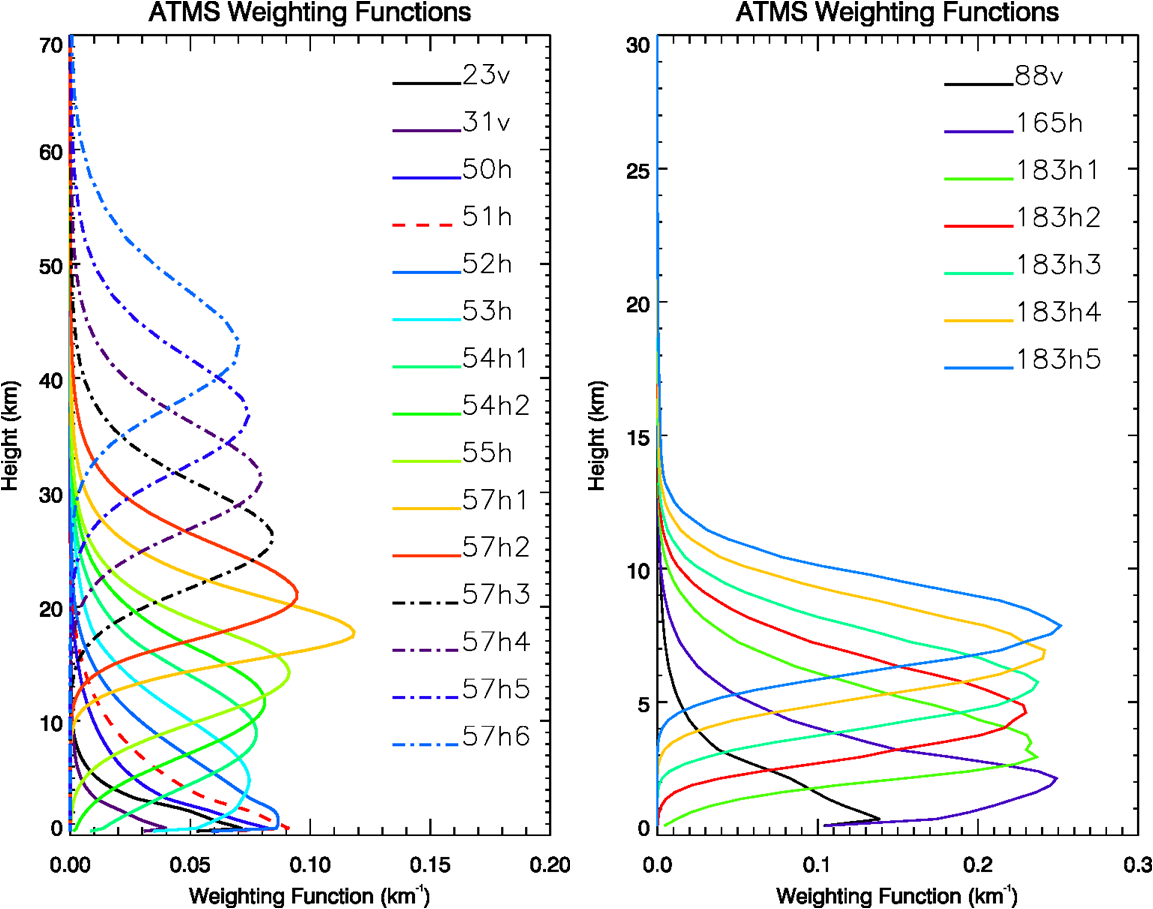 ATMS Weighting Functions
70
60
50
40
30
20
10
0
Height (km)
23v
31v
50h
51h
52h
53h
54h1
54h2
55h
57h1
57h2
57h3
57h4
57h5
57h6
0.00 0.05 0.10 0.15 0.20
Weighting Function (km⁻¹)
ATMS Weighting Functions
30
25
20
15
10
5
0
Height (km)
88v
165h
183h1
183h2
183h3
183h4
183h5
0.0 0.1 0.2 0.3
Weighting Function (km⁻¹)